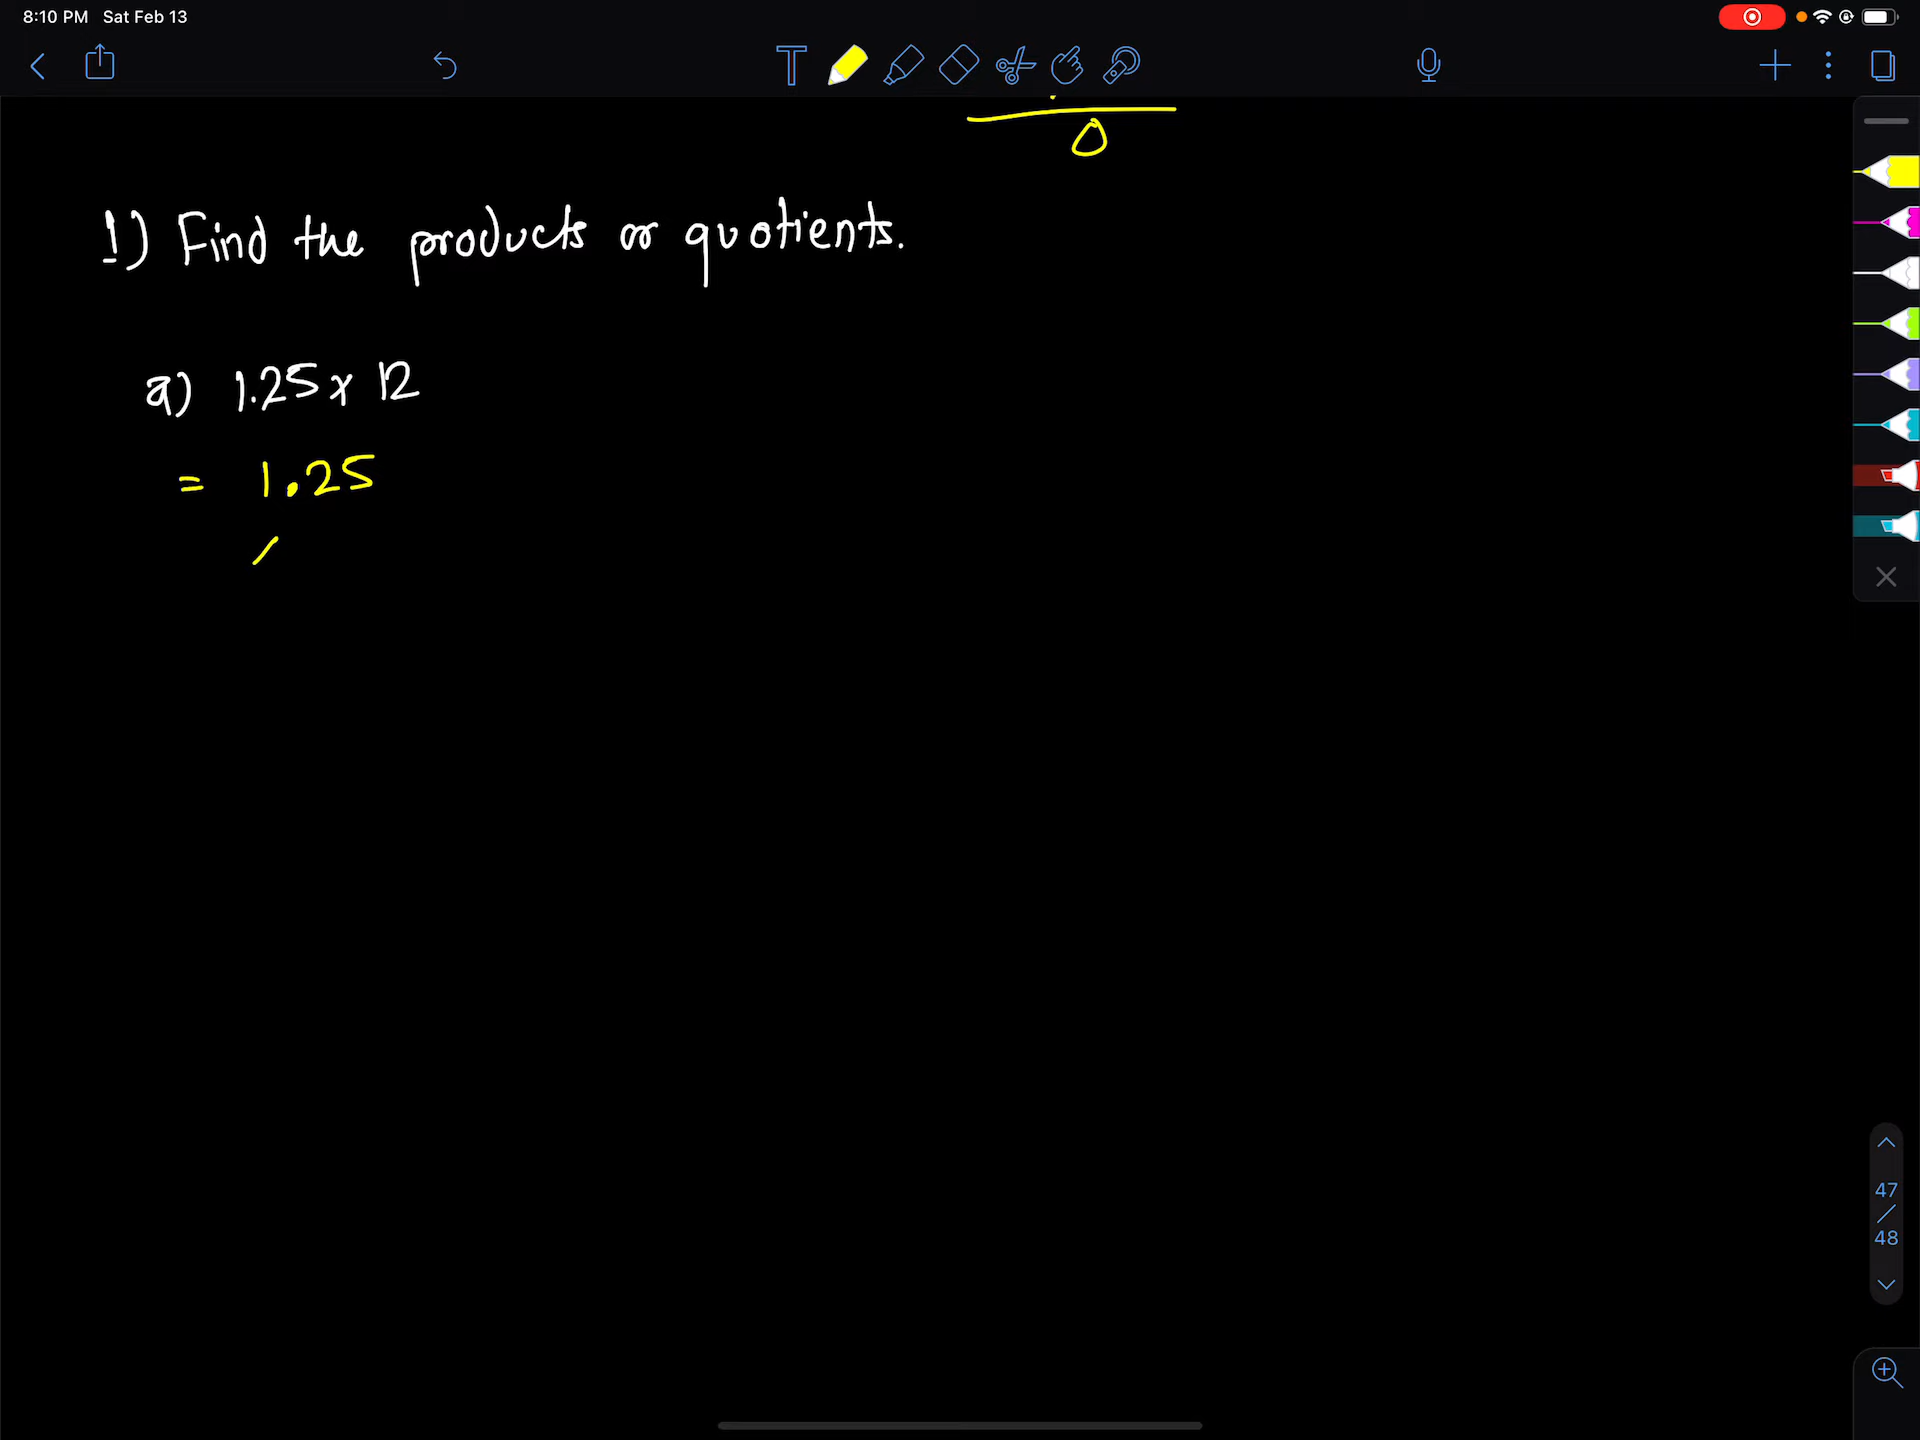 8:10 PM Sat Feb 13
0
1) Find the products or quotients.
a) 1.25 x 12
= 1.25
47
/
48